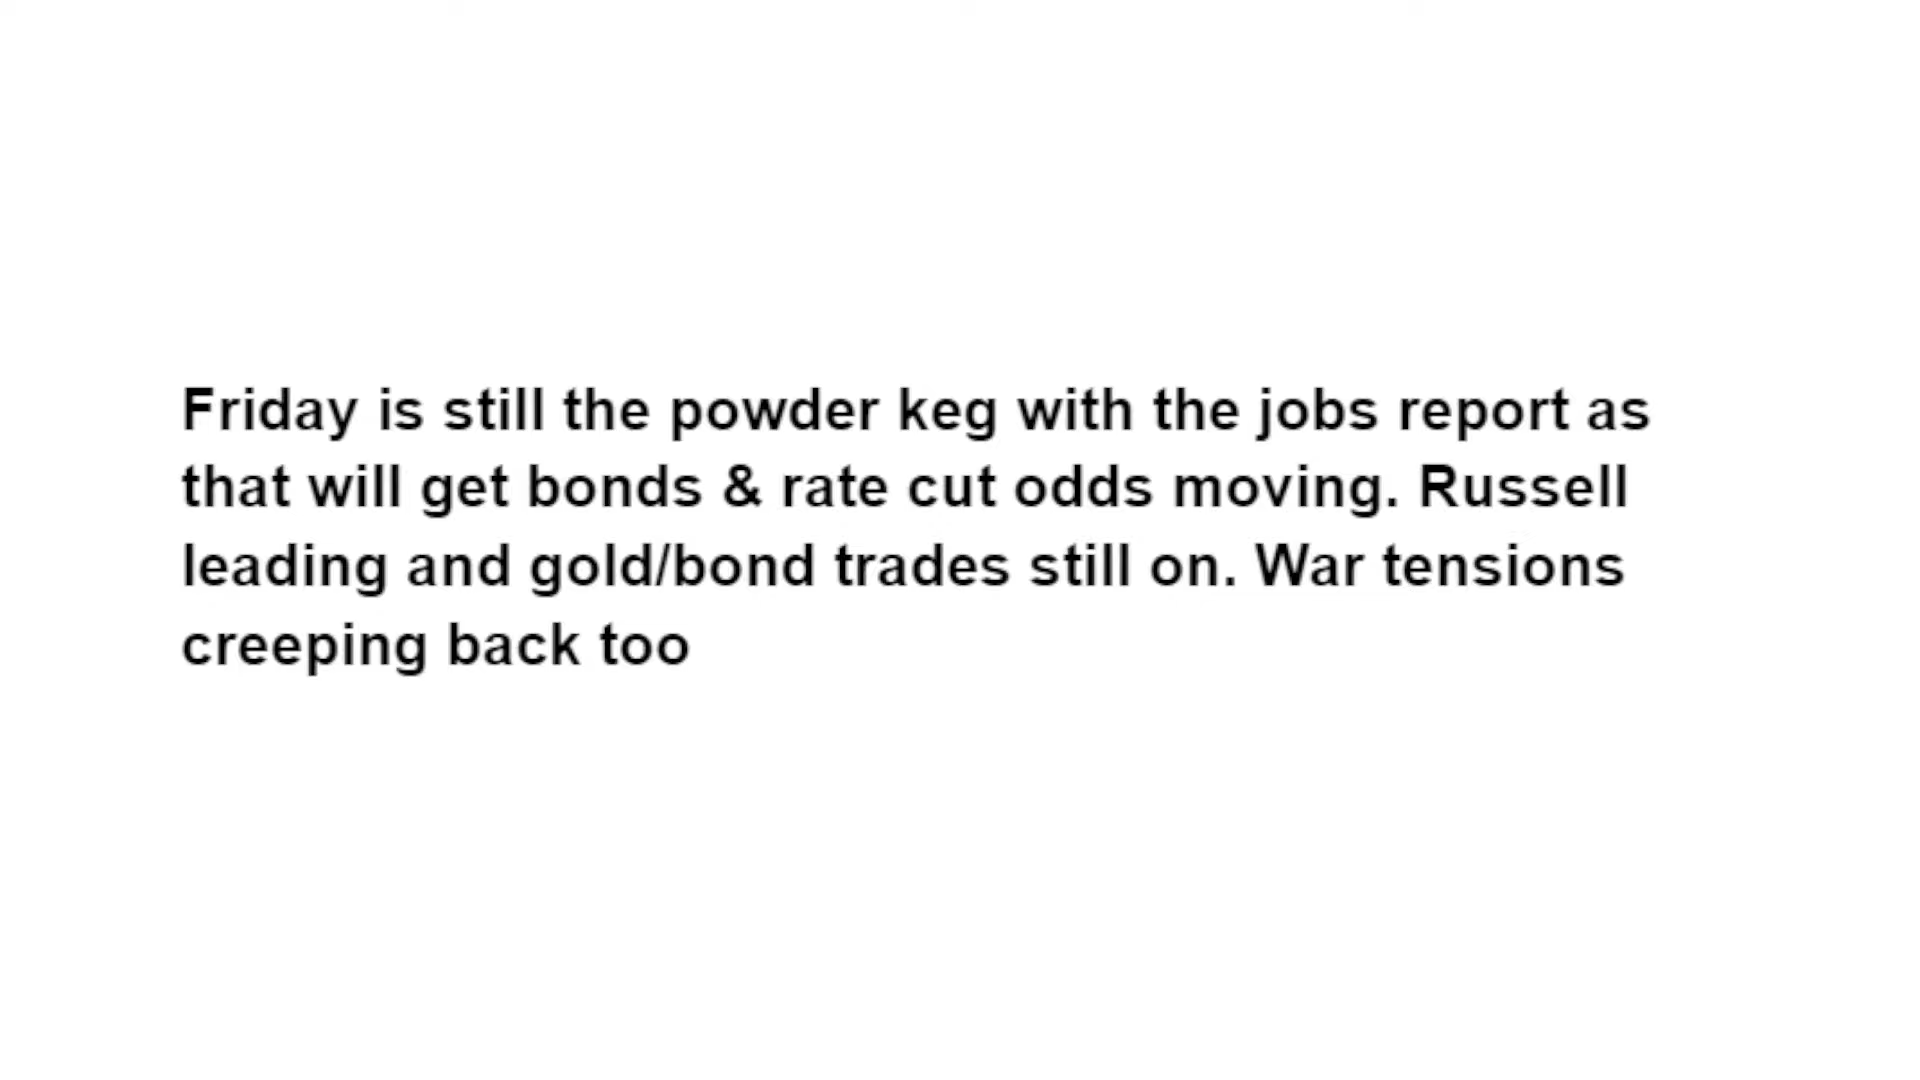 Friday is still the powder keg with the jobs report as
that will get bonds & rate cut odds moving. Russell
leading and gold/bond trades still on. War tensions
creeping back too